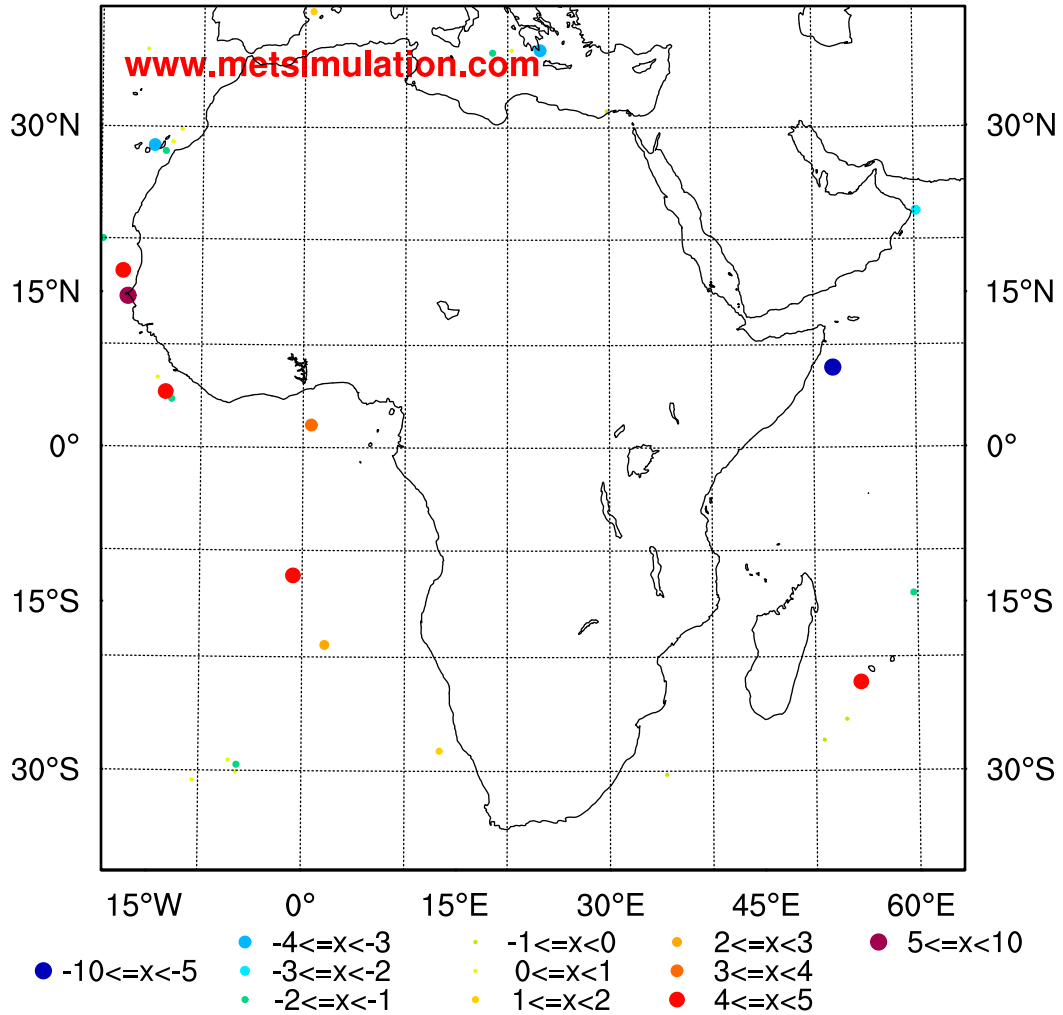 www.metsimulation.com
30°N 30°N
15°N 15°N
0° 0°
15°S 15°S
30°S 30°S
15°W 0° 15°E 30°E 45°E 60°E
-4<=x<-3 -1<=x<0 2<=x<3 5<=x<10
-10<=x<-5 -3<=x<-2 0<=x<1 3<=x<4
-2<=x<-1 1<=x<2 4<=x<5